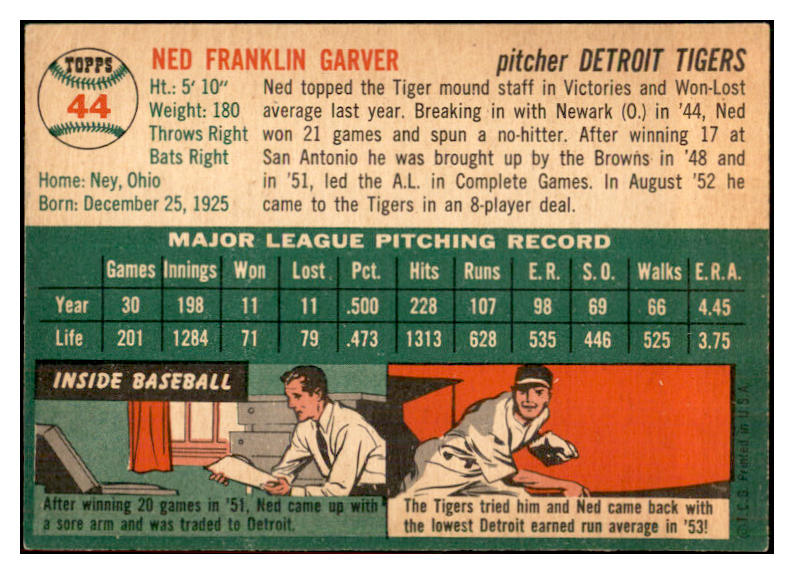 TOPPS
44
NED FRANKLIN GARVER
pitcher DETROIT TIGERS
Ht.: 5' 10"
Weight: 180
Throws Right
Bats Right
Home: Ney, Ohio
Born: December 25, 1925
Ned topped the Tiger mound staff in Victories and Won-Lost
average last year. Breaking in with Newark (O.) in '44, Ned
won 21 games and spun a no-hitter. After winning 17 at
San Antonio he was brought up by the Browns in '48 and
in '51, led the A.L. in Complete Games. In August '52 he
came to the Tigers in an 8-player deal.
MAJOR LEAGUE PITCHING RECORD
Games Innings Won Lost Pct. Hits Runs E.R. S.O. Walks E.R.A.
Year 30 198 11 11 .500 228 107 98 69 66 4.45
Life 201 1284 71 79 .473 1313 628 535 446 525 3.75
INSIDE BASEBALL
After winning 20 games in '51, Ned came up with
a sore arm and was traded to Detroit.
The Tigers tried him and Ned came back with
the lowest Detroit earned run average in '53!
© T.C.G. Printed in U.S.A.